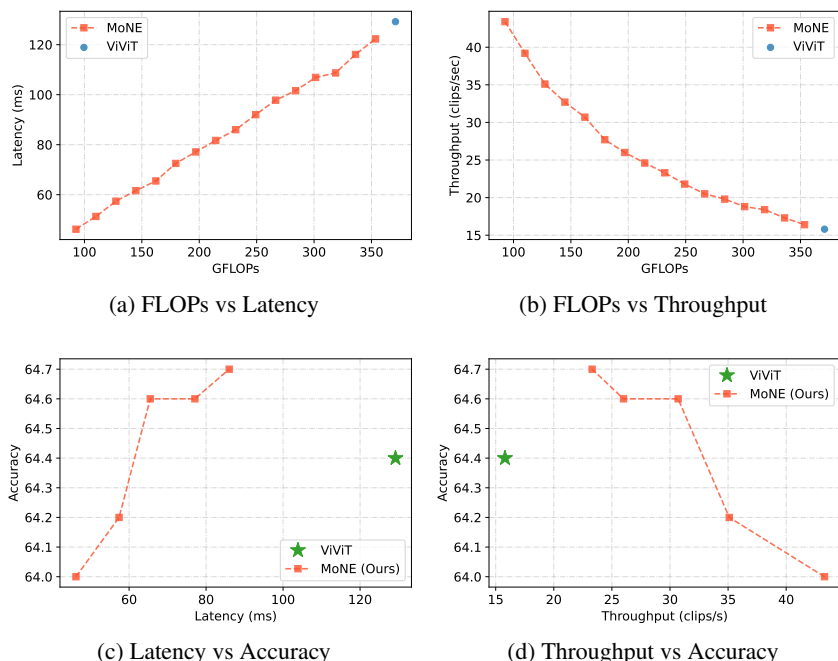 MoNE
ViViT
120
100
80
60
Latency (ms)
100
150
200
250
300
350
GFLOPs
(a) FLOPs vs Latency
MoNE
ViViT
40
35
30
25
20
15
Throughput (clips/sec)
100
150
200
250
300
350
GFLOPs
(b) FLOPs vs Throughput
64.7
64.6
64.5
64.4
64.3
64.2
64.1
64.0
Accuracy
ViViT
MoNE (Ours)
60
80
100
120
Latency (ms)
(c) Latency vs Accuracy
64.7
64.6
64.5
64.4
64.3
64.2
64.1
64.0
Accuracy
ViViT
MoNE (Ours)
15
20
25
30
35
40
Throughput (clips/s)
(d) Throughput vs Accuracy